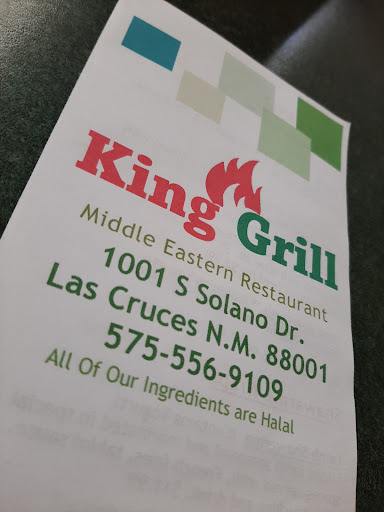 King Grill
Middle Eastern Restaurant
1001 S Solano Dr.
Las Cruces N.M. 88001
575-556-9109
All Of Our Ingredients are Halal